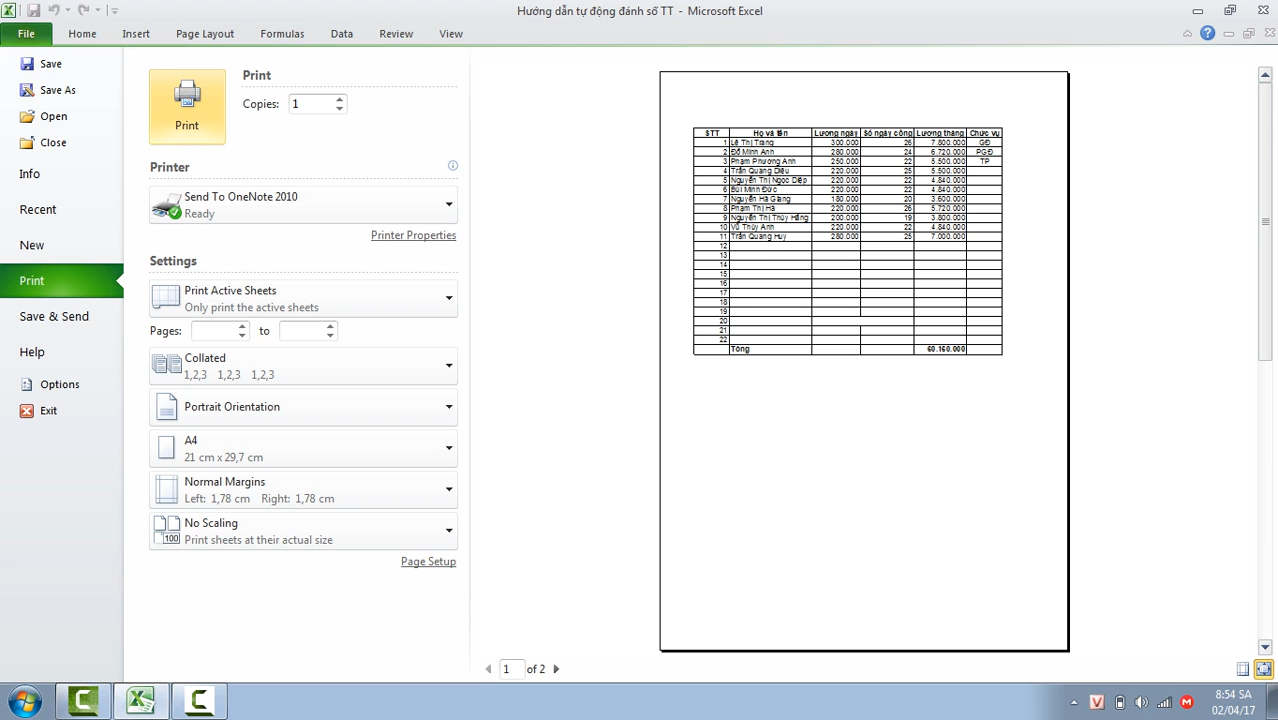 Hướng dẫn tự động đánh số TT - Microsoft Excel
File Home Insert Page Layout Formulas Data Review View
Save
Save As
Open
Close
Info
Recent
New
Print
Save & Send
Help
Options
Exit
Print
Print
Copies: 1
Printer
Send To OneNote 2010
Ready
Printer Properties
Settings
Print Active Sheets
Only print the active sheets
Pages: to
Collated
1,2,3 1,2,3 1,2,3
Portrait Orientation
A4
21 cm x 29,7 cm
Normal Margins
Left: 1,78 cm Right: 1,78 cm
No Scaling
100
Print sheets at their actual size
Page Setup
STT Họ và tên Lương ngày Số ngày công Lương tháng Chức vụ
1 Lê Thị Trang 300.000 26 7.800.000 GĐ
2 Đỗ Minh Anh 280.000 24 6.720.000 PGĐ
3 Phạm Phương Anh 250.000 22 5.500.000 TP
4 Trần Quang Diệu 220.000 25 5.500.000
5 Nguyễn Thị Ngọc Diệp 220.000 22 4.840.000
6 Bùi Minh Đức 220.000 22 4.840.000
7 Nguyễn Hà Giang 180.000 20 3.600.000
8 Phạm Thị Hà 220.000 26 5.720.000
9 Nguyễn Thị Thúy Hằng 200.000 19 3.800.000
10 Vũ Thùy Anh 220.000 22 4.840.000
11 Trần Quang Huy 280.000 25 7.000.000
12
13
14
15
16
17
18
19
20
21
22
Tổng 60.160.000
1 of 2
8:54 SA
02/04/17